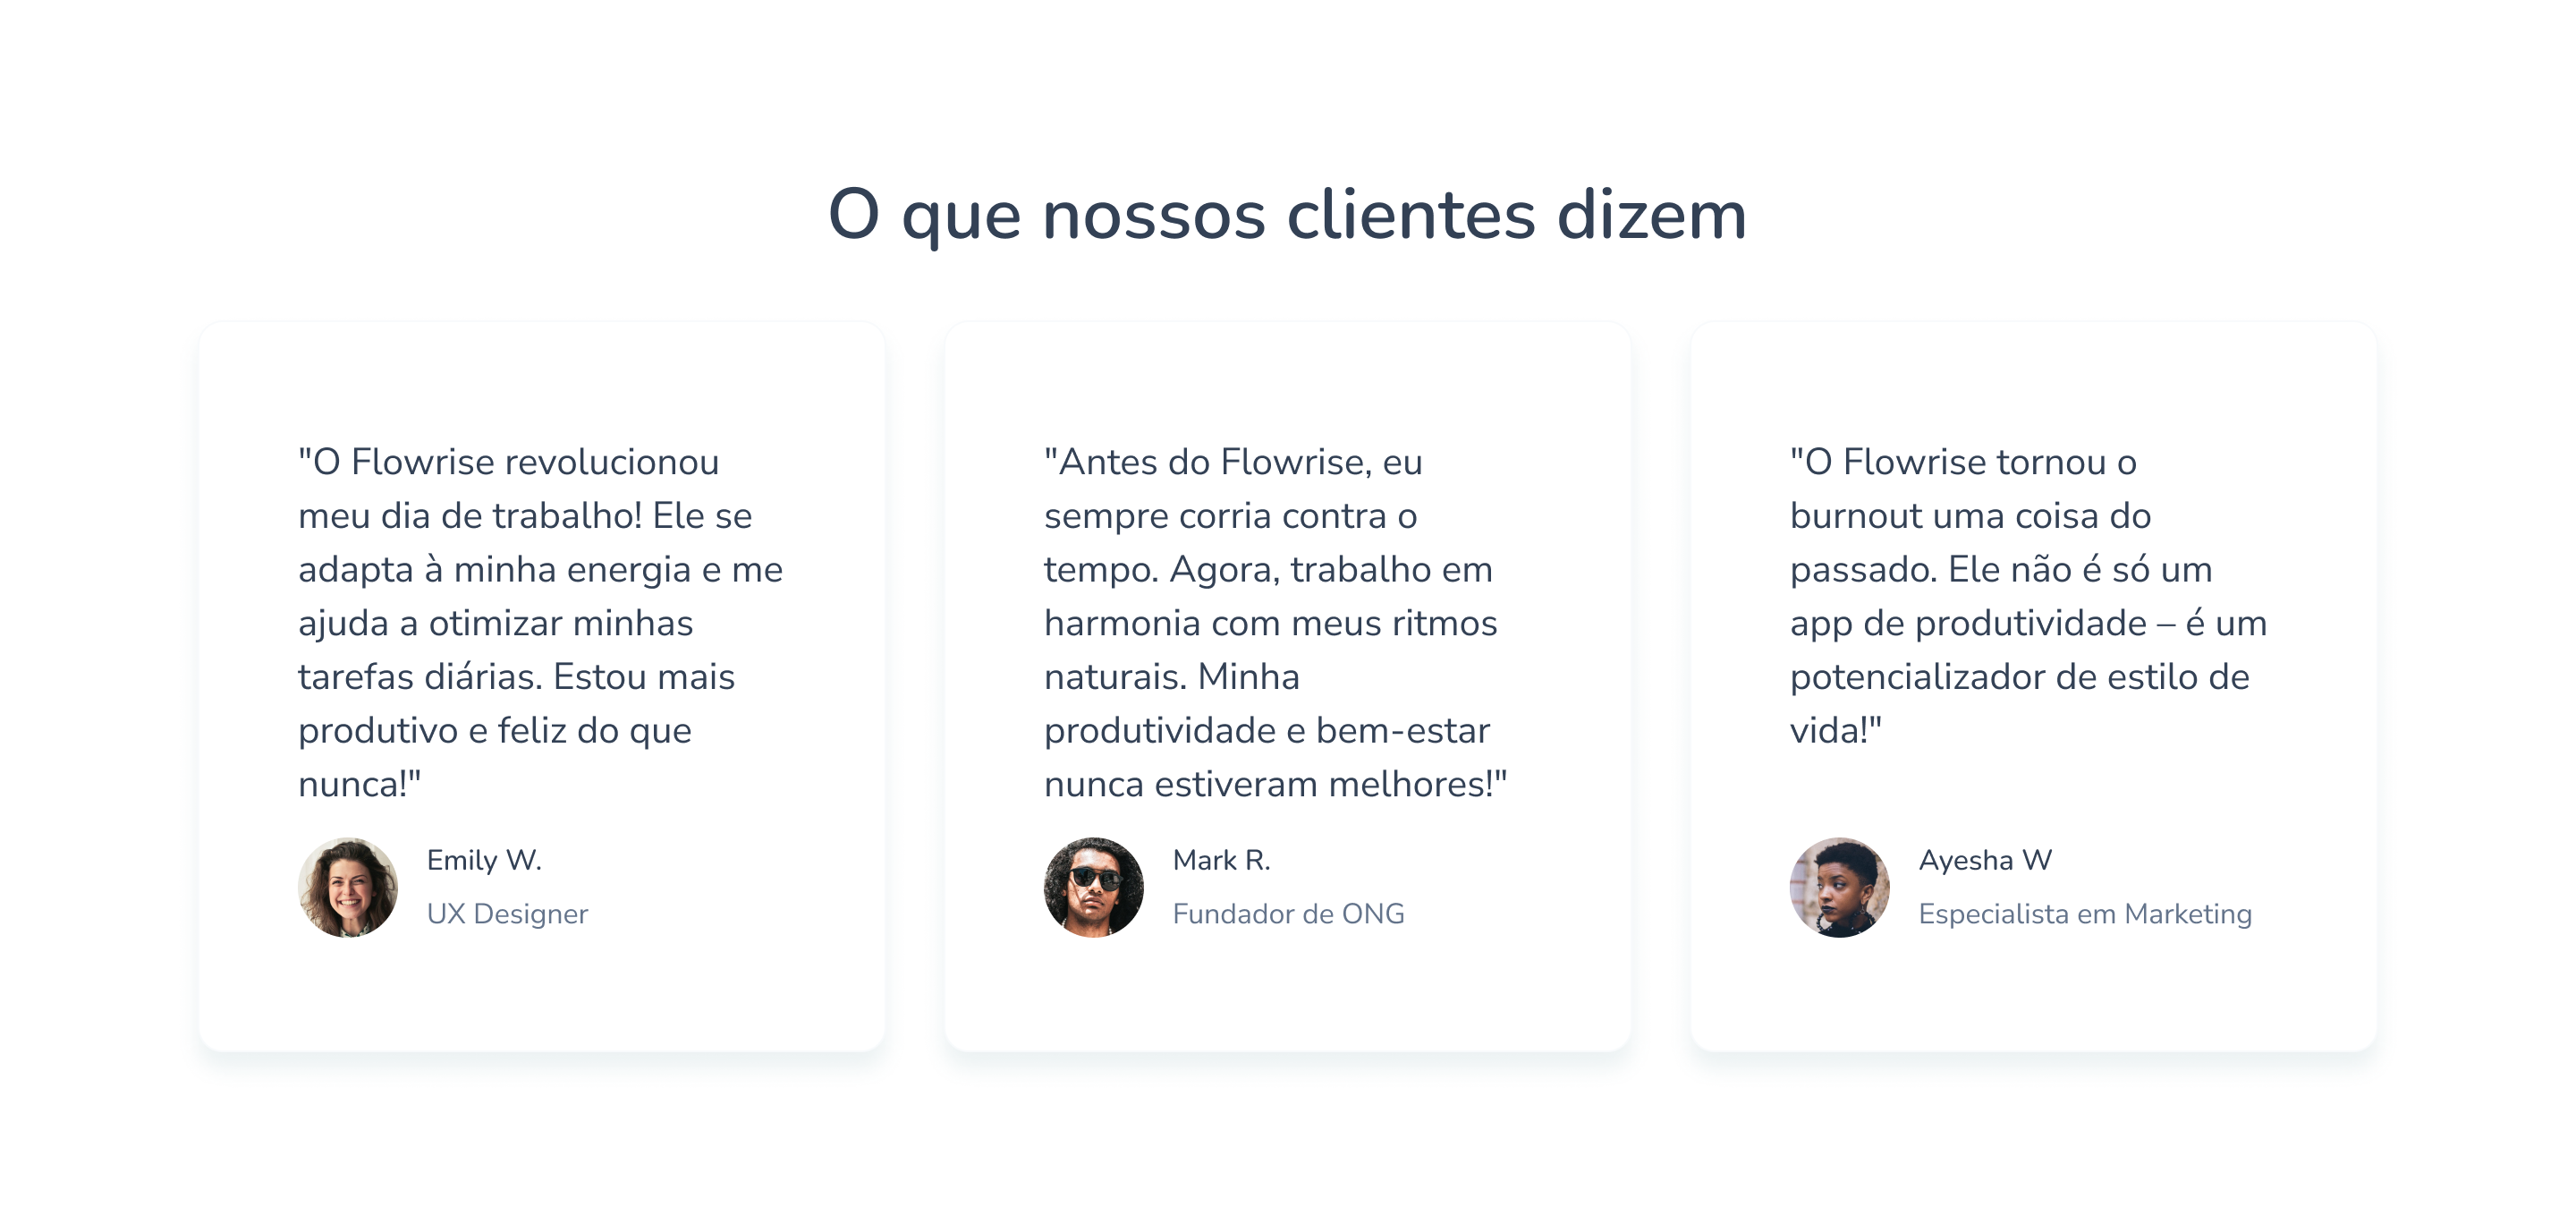 O que nossos clientes dizem
"O Flowrise revolucionou
meu dia de trabalho! Ele se
adapta à minha energia e me
ajuda a otimizar minhas
tarefas diárias. Estou mais
produtivo e feliz do que
nunca!"
Emily W.
UX Designer
"Antes do Flowrise, eu
sempre corria contra o
tempo. Agora, trabalho em
harmonia com meus ritmos
naturais. Minha
produtividade e bem-estar
nunca estiveram melhores!"
Mark R.
Fundador de ONG
"O Flowrise tornou o
burnout uma coisa do
passado. Ele não é só um
app de produtividade – é um
potencializador de estilo de
vida!"
Ayesha W
Especialista em Marketing